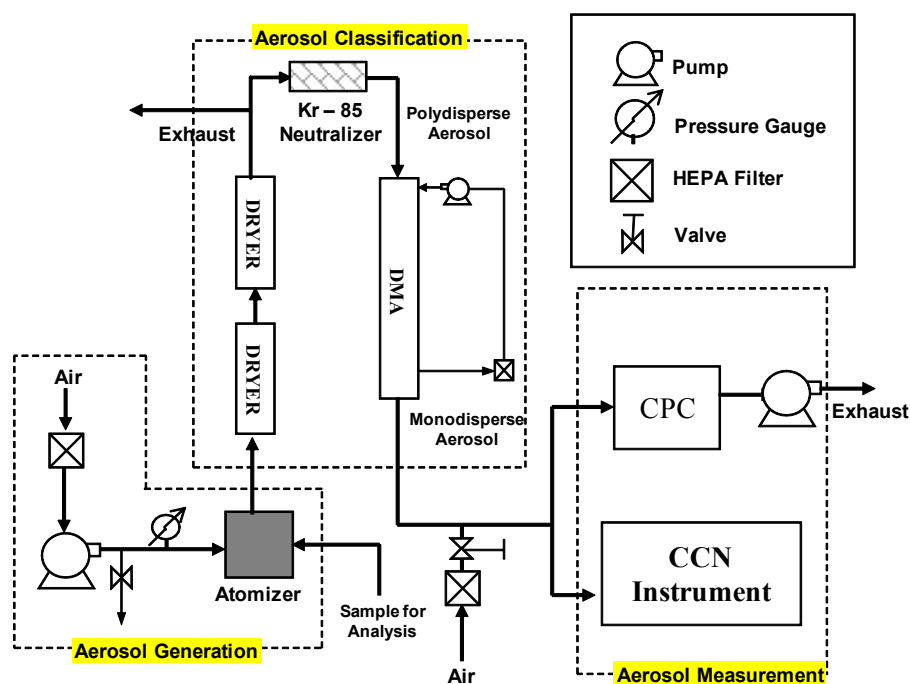 Aerosol Classification
Exhaust
Kr – 85
Neutralizer
Polydisperse
Aerosol
DRYER
DRYER
DMA
Monodisperse
Aerosol
Pump
Pressure Gauge
HEPA Filter
Valve
Air
Atomizer
Sample for
Analysis
Aerosol Generation
Air
CPC
Exhaust
CCN
Instrument
Aerosol Measurement